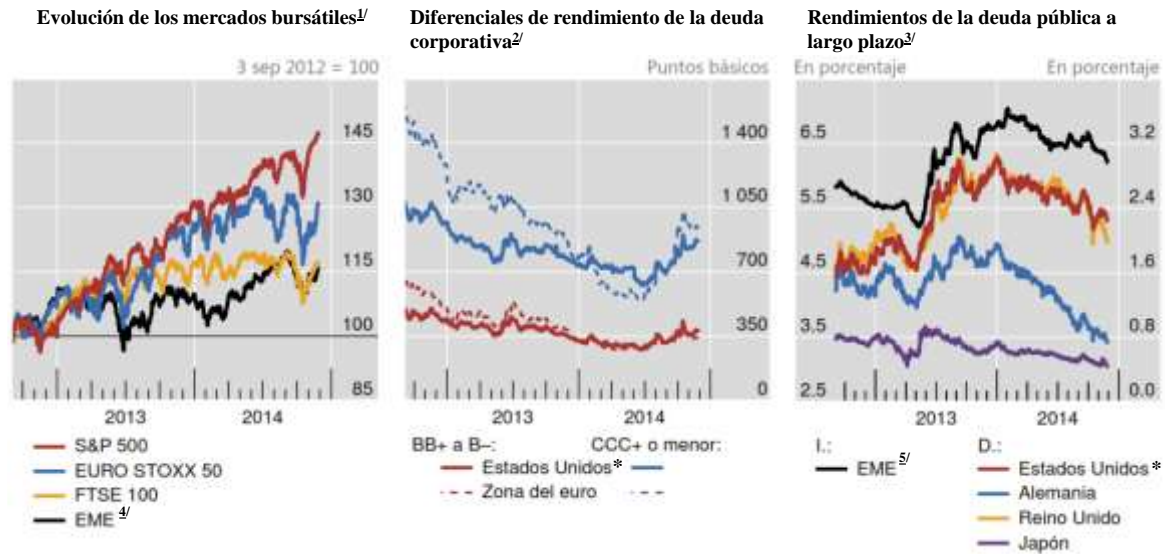 Evolución de los mercados bursátiles1/
3 sep 2012 = 100
145
130
115
100
85
2013 2014
S&P 500
EURO STOXX 50
FTSE 100
EME 4/
Diferenciales de rendimiento de la deuda
corporativa2/
Puntos básicos
1 400
1 050
700
350
0
2013 2014
BB+ a B–: CCC+ o menor:
Estados Unidos*
Zona del euro
Rendimientos de la deuda pública a
largo plazo3/
En porcentaje En porcentaje
6.5 3.2
5.5 2.4
4.5 1.6
3.5 0.8
2.5 0.0
2013 2014
I.: D.:
EME 5/ Estados Unidos*
Alemania
Reino Unido
Japón